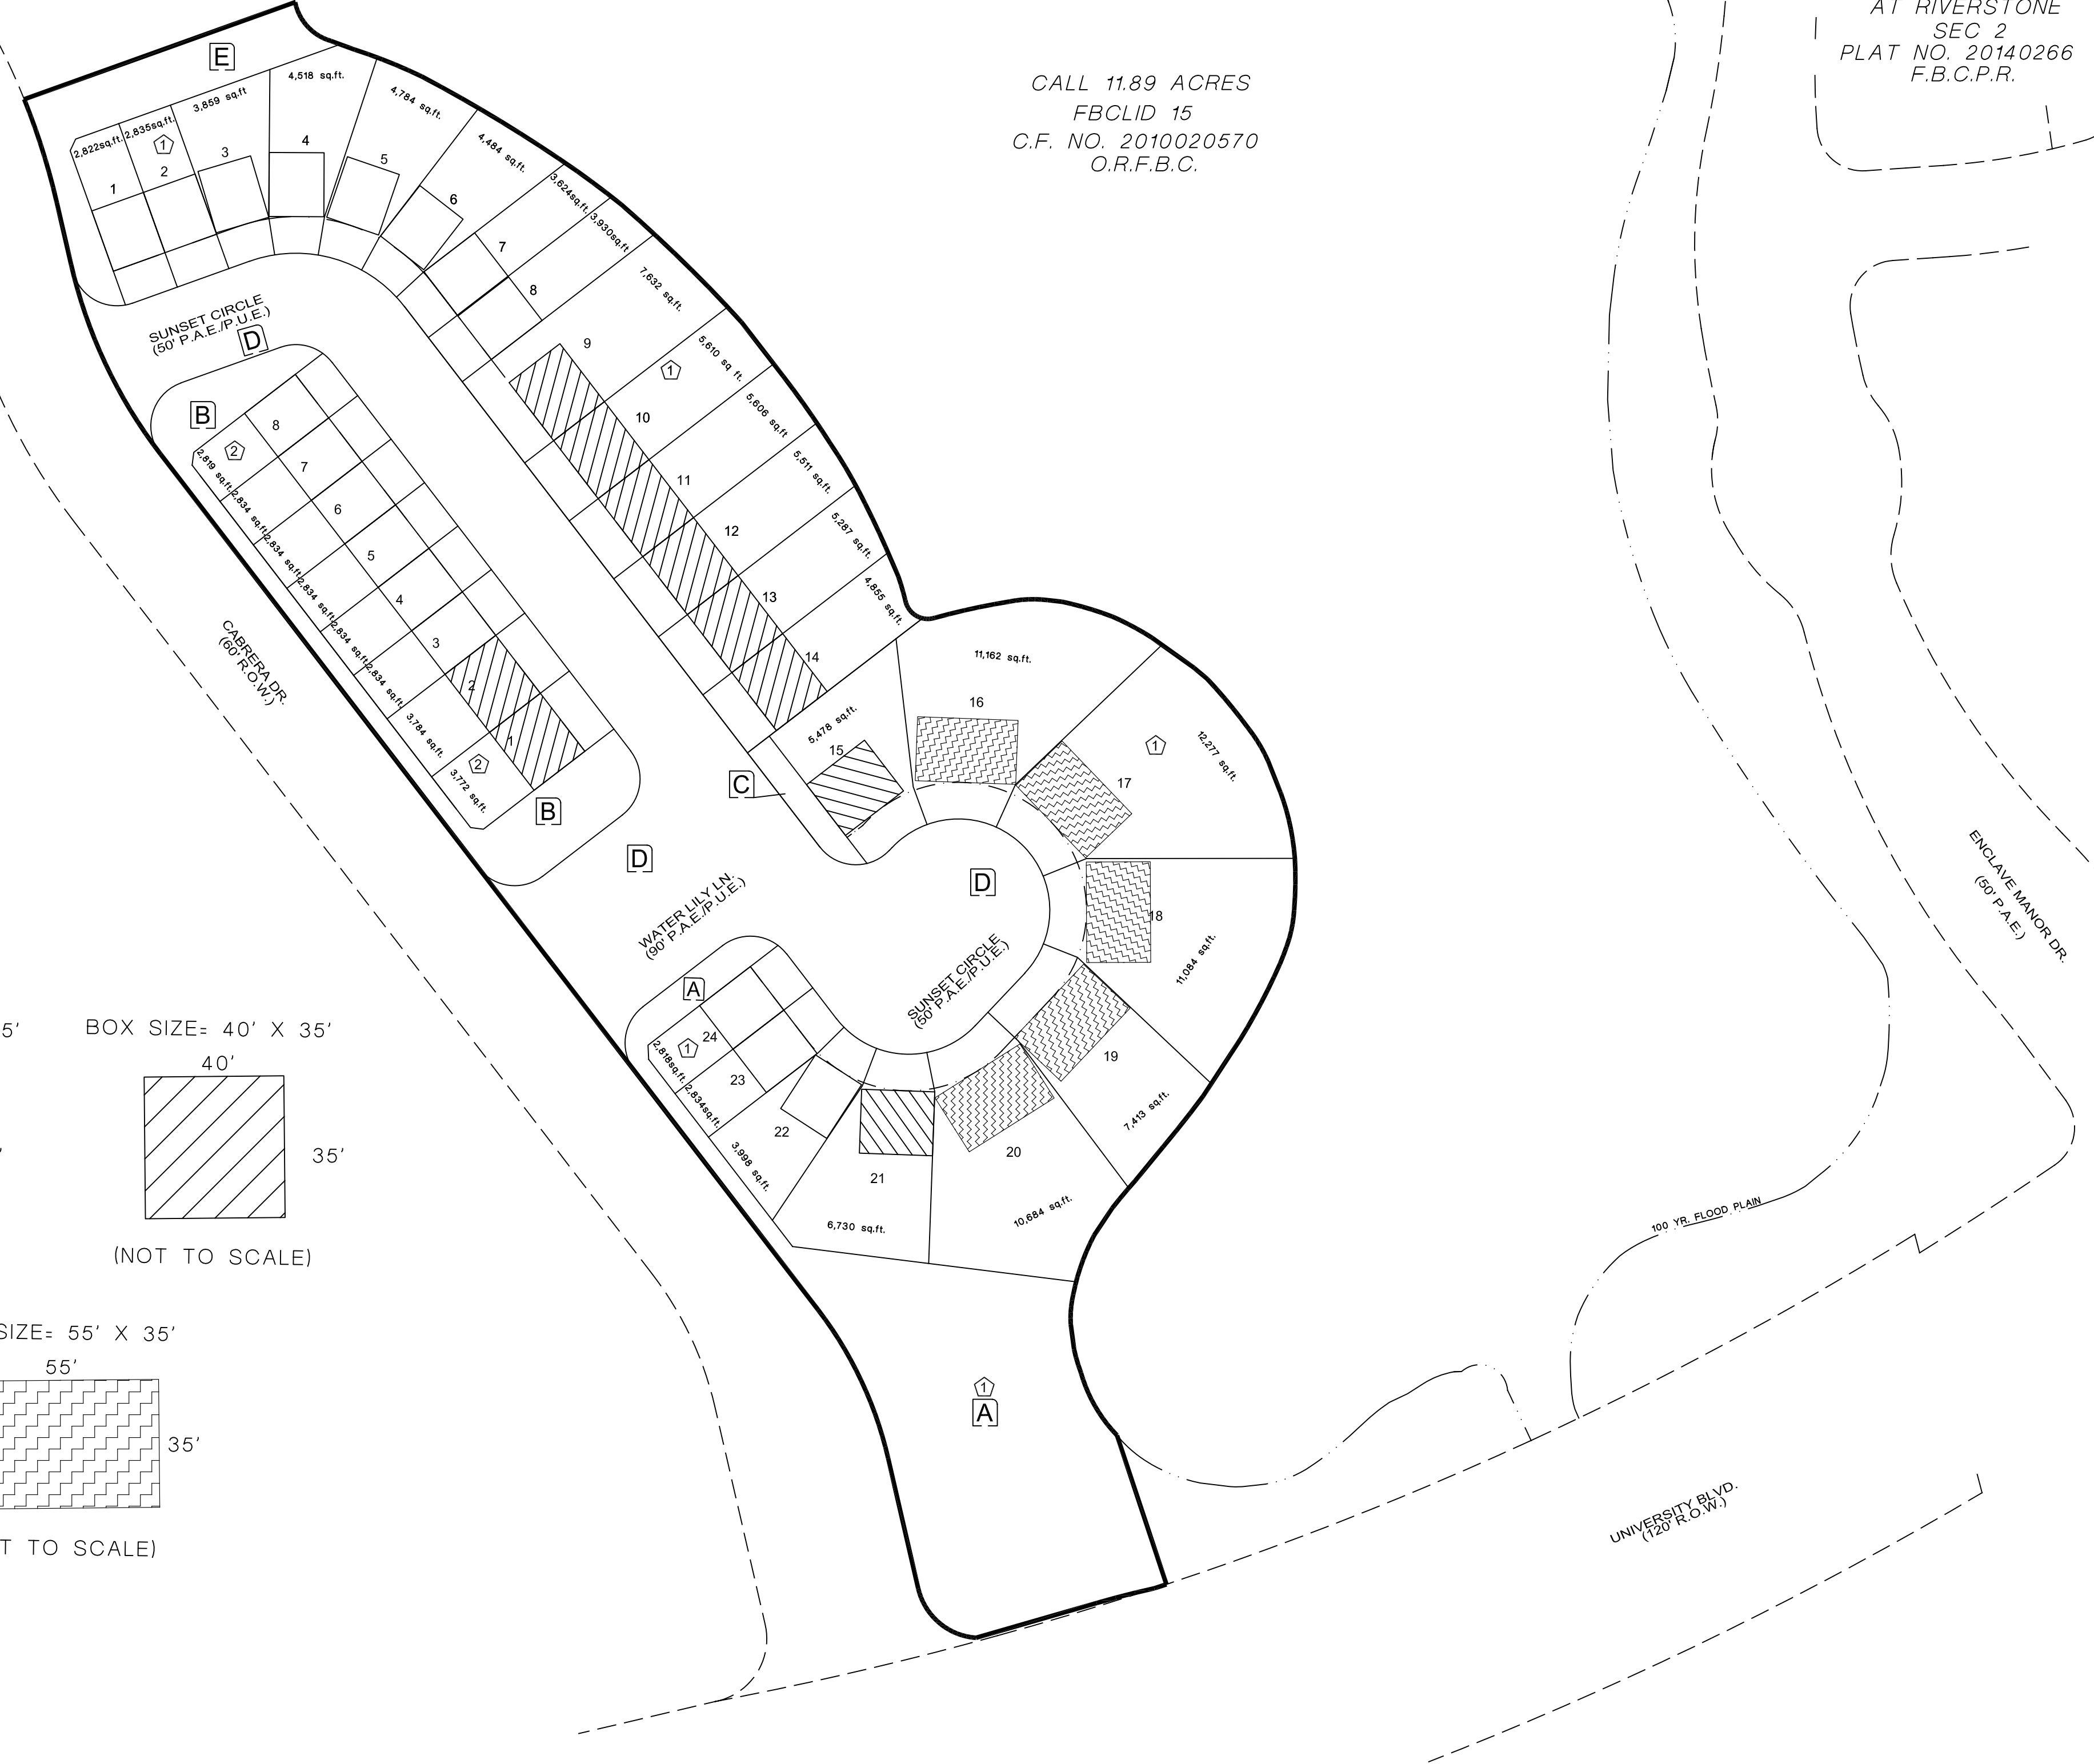 AT RIVERSTONE
SEC 2
PLAT NO. 20140266
F.B.C.P.R.
CALL 11.89 ACRES
FBCLID 15
C.F. NO. 2010020570
O.R.F.B.C.
E
2,822sq.ft.
2,835sq.ft.
3,859 sq.ft
4,518 sq.ft.
4,784 sq.ft.
4,484 sq.ft.
3,624sq.ft.
3,930sq.ft
7,632 sq.ft.
5,610 sq ft.
5,606 sq.ft
5,511 sq.ft.
5,287 sq.ft.
4,855 sq.ft.
1
1
2
3
4
5
6
7
8
9
1
10
11
12
13
14
SUNSET CIRCLE
(50' P.A.E./P.U.E.)
D
B
2
8
7
6
5
4
3
2
1
2,819 sq.ft.
2,834 sq.ft.
2,834 sq.ft.
2,834 sq.ft.
2,834 sq.ft.
2,834 sq.ft.
3,784 sq.ft.
3,772 sq.ft.
2
B
CABRERA DR.
(60' R.O.W.)
C
5,478 sq.ft.
15
11,162 sq.ft.
16
1
12,277 sq.ft.
17
18
11,084 sq.ft.
19
7,413 sq.ft.
20
10,684 sq.ft.
21
6,730 sq.ft.
22
3,998 sq.ft.
23
2,834sq.ft.
24
1
2,818sq.ft.
A
D
D
WATER LILY LN.
(90' P.A.E./P.U.E.)
SUNSET CIRCLE
(50' P.A.E./P.U.E.)
ENCLAVE MANOR DR.
(50' P.A.E.)
100 YR. FLOOD PLAIN
5'
BOX SIZE= 40' X 35'
40'
35'
(NOT TO SCALE)
SIZE= 55' X 35'
55'
35'
T TO SCALE)
1
A
UNIVERSITY BLVD.
(120' R.O.W.)